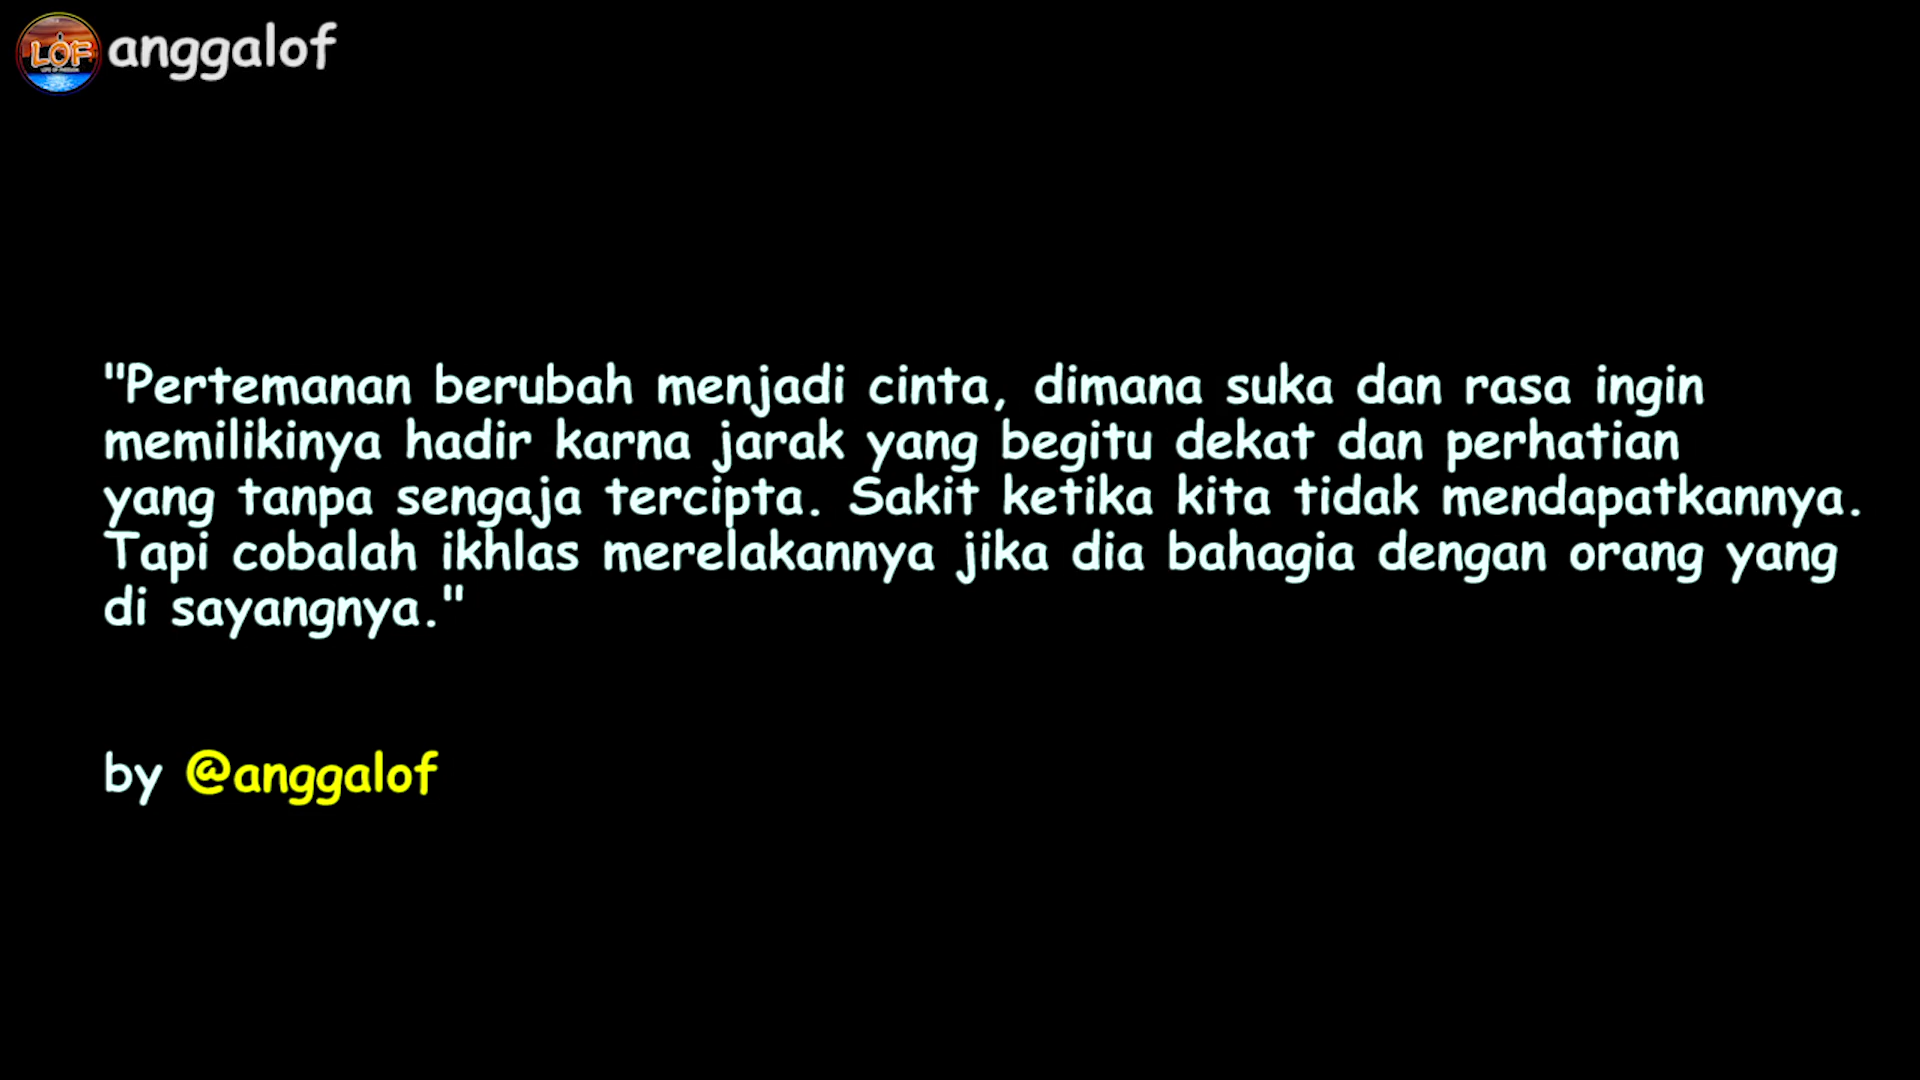 LOF
anggalof
"Pertemanan berubah menjadi cinta, dimana suka dan rasa ingin
memilikinya hadir karna jarak yang begitu dekat dan perhatian
yang tanpa sengaja tercipta. Sakit ketika kita tidak mendapatkannya.
Tapi cobalah ikhlas merelakannya jika dia bahagia dengan orang yang
di sayangnya."
by @anggalof